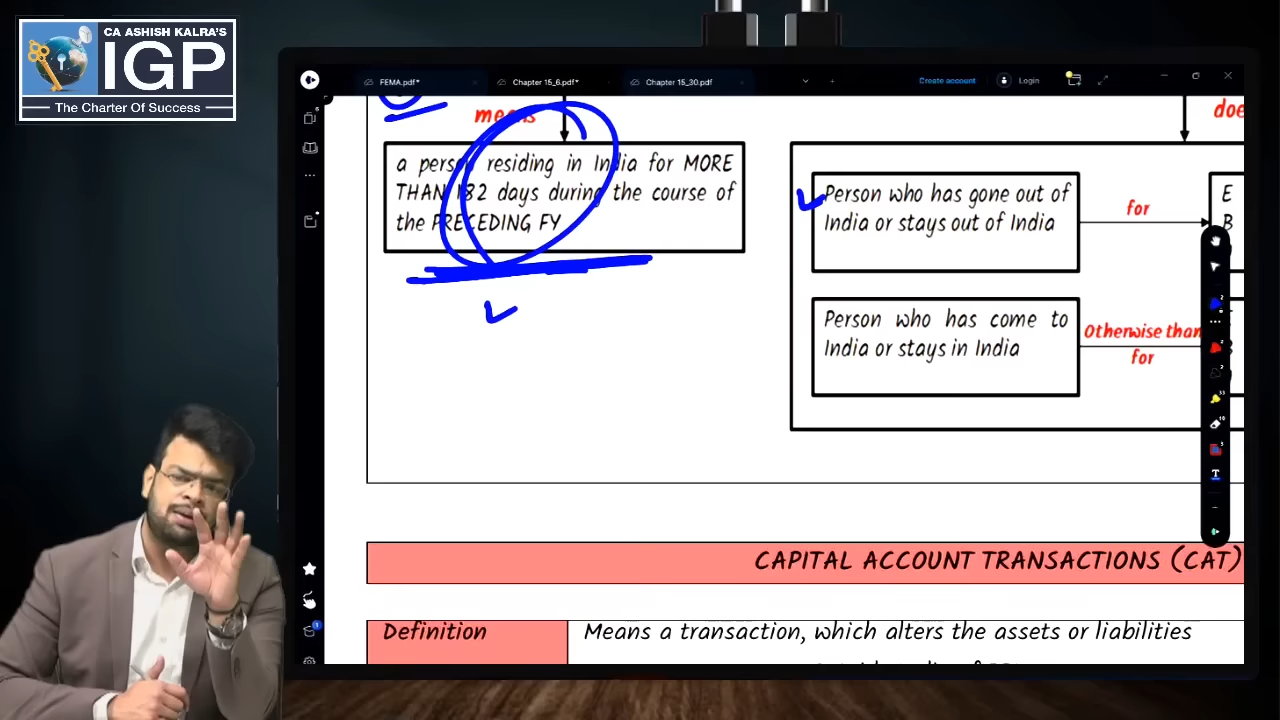 CA ASHISH KALRA'S
IGP
The Charter Of Success
FEMA.pdf*
Chapter 15_6.pdf*
Chapter 15_30.pdf
Create account
Login
means
doe
a person residing in India for MORE
THAN 182 days during the course of
the PRECEDING FY
Person who has gone out of
India or stays out of India
for
E
B
Person who has come to
India or stays in India
Otherwise than
for
CAPITAL ACCOUNT TRANSACTIONS (CAT)
Definition
Means a transaction, which alters the assets or liabilities